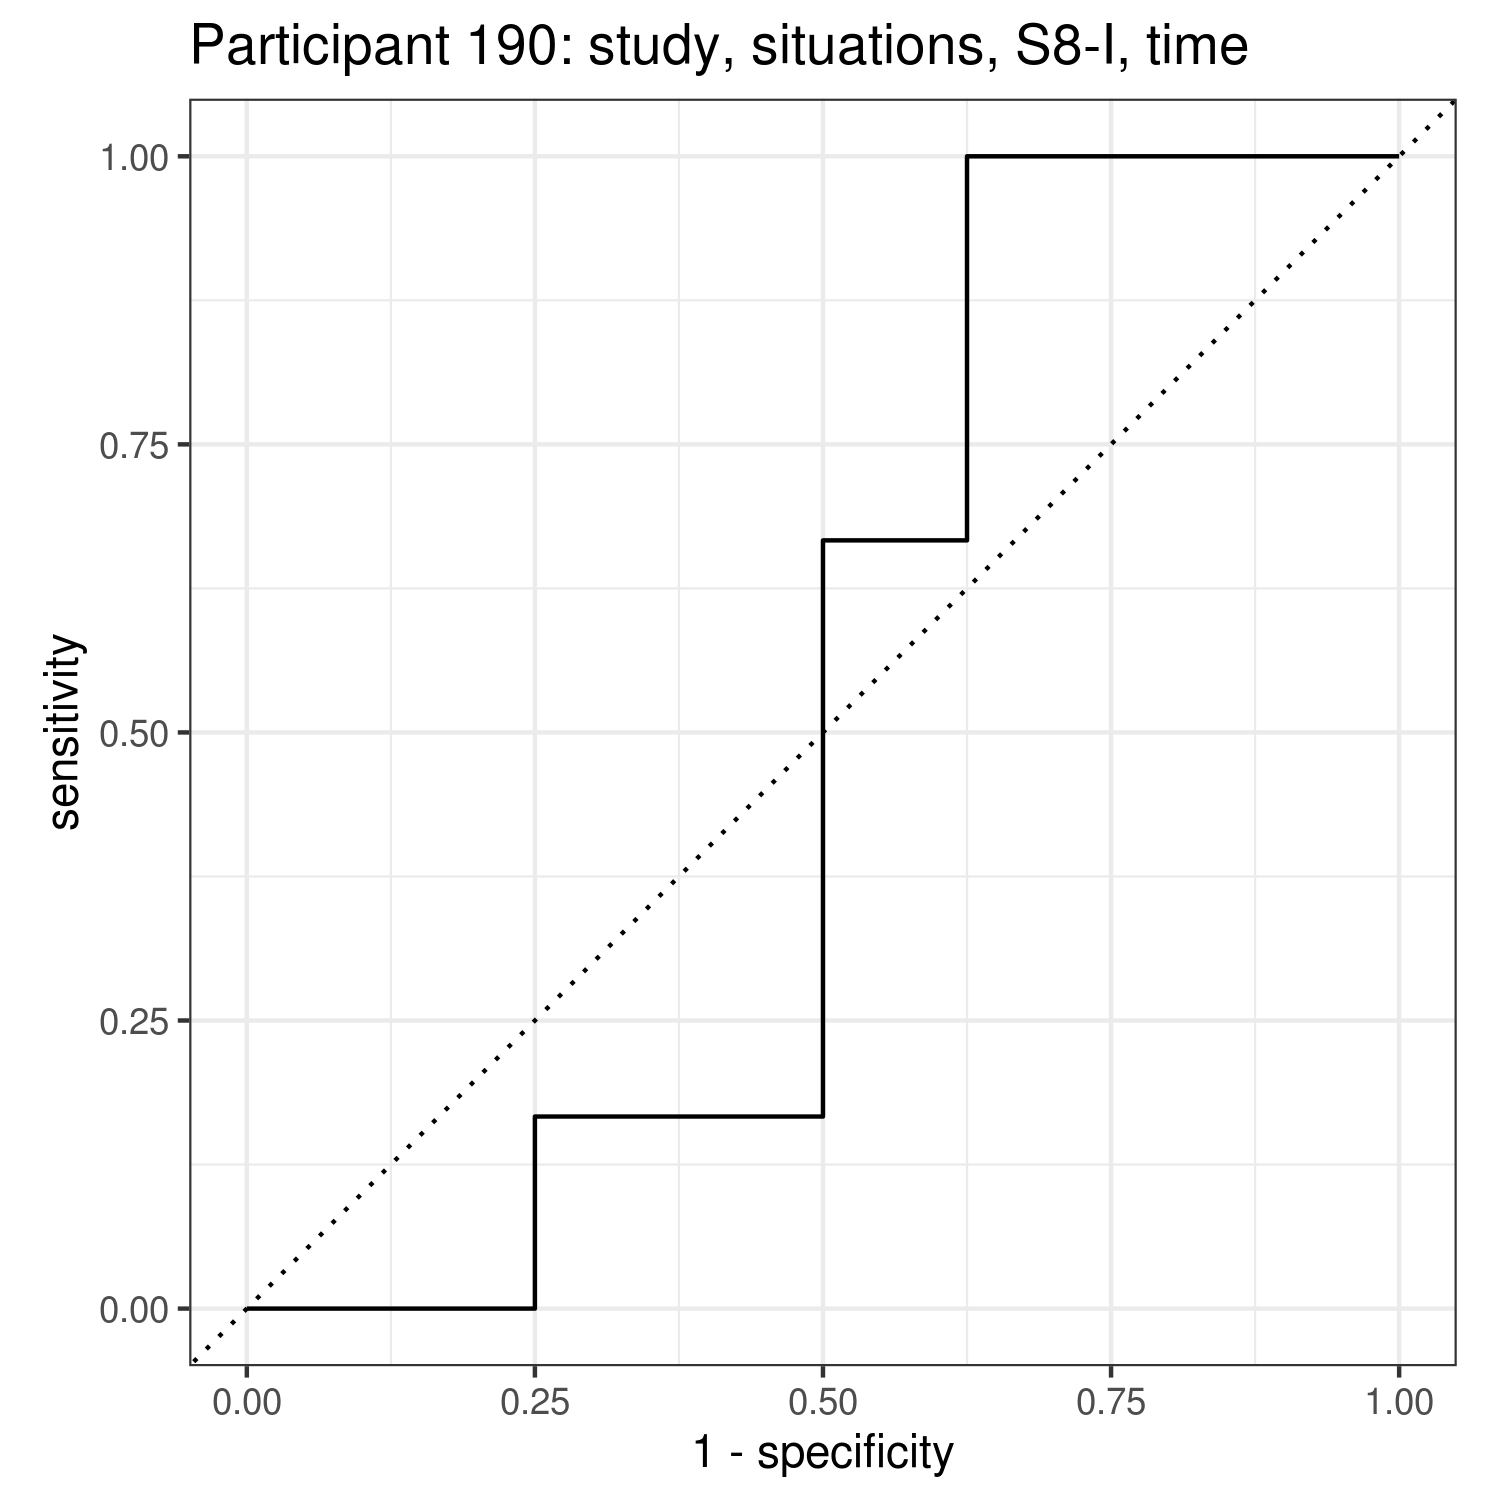 Participant 190: study, situations, S8-I, time
1.00
0.75
0.50
0.25
0.00
sensitivity
0.00 0.25 0.50 0.75 1.00
1 - specificity